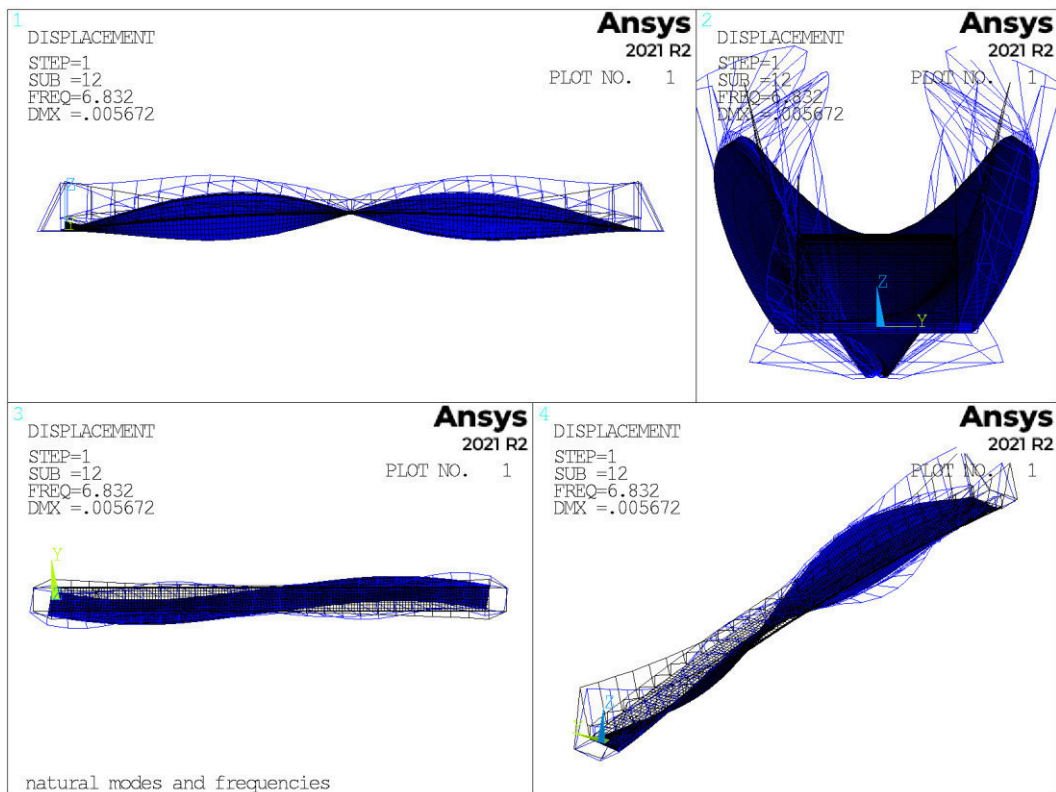 1
Ansys
2021 R2
DISPLACEMENT
STEP=1
SUB =12
FREQ=6.832
DMX =.005672
PLOT NO. 1
Z
Y
2
Ansys
2021 R2
DISPLACEMENT
STEP=1
SUB =12
FREQ=6.832
DMX =.005672
PLOT NO. 1
Z
Y
3
Ansys
2021 R2
DISPLACEMENT
STEP=1
SUB =12
FREQ=6.832
DMX =.005672
PLOT NO. 1
Y
natural modes and frequencies
4
Ansys
2021 R2
DISPLACEMENT
STEP=1
SUB =12
FREQ=6.832
DMX =.005672
PLOT NO. 1
Z
Y